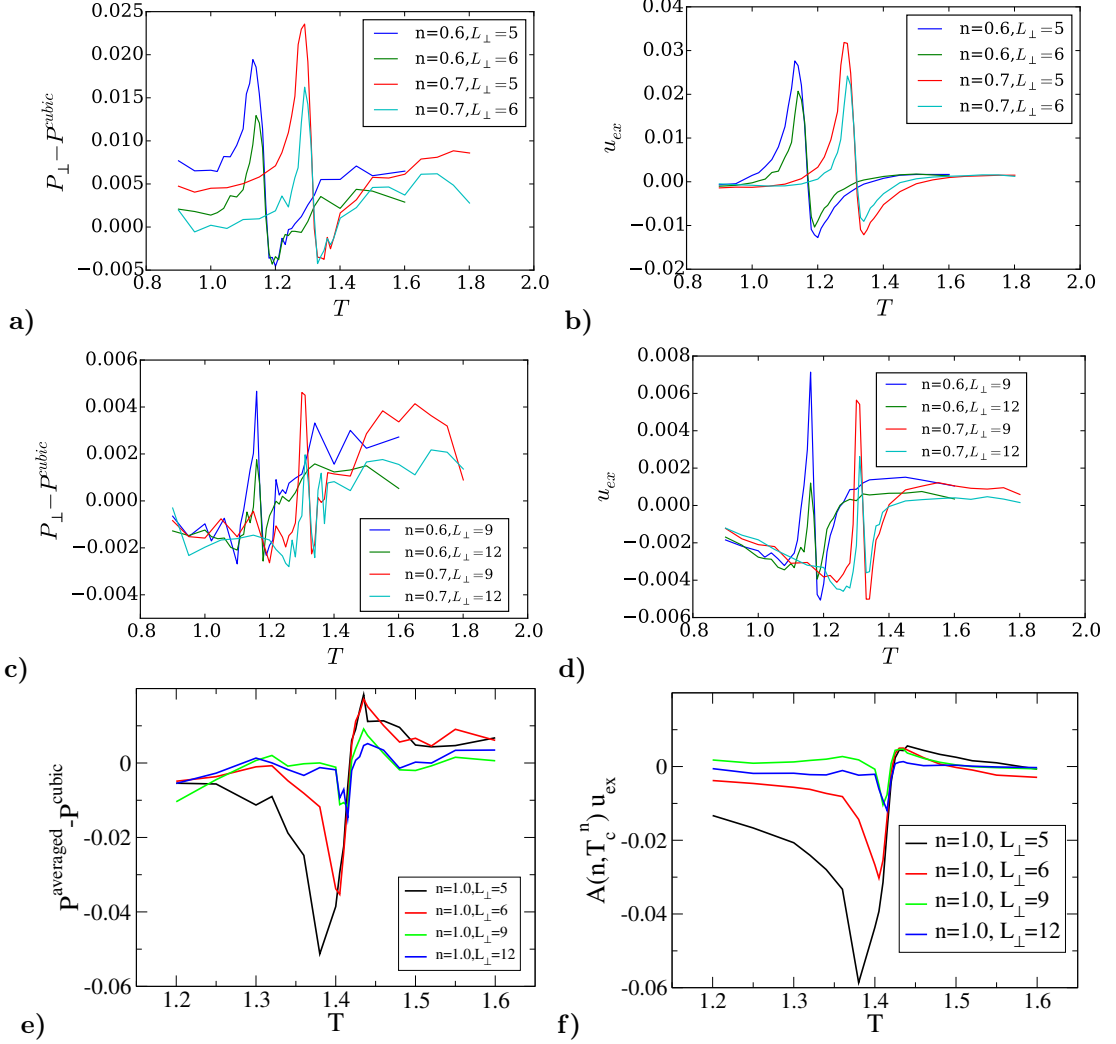 0.025
0.020
0.015
0.010
0.005
0.000
−0.005
0.8 1.0 1.2 1.4 1.6 1.8 2.0
P⊥−P^cubic
T
n=0.6,L⊥=5
n=0.6,L⊥=6
n=0.7,L⊥=5
n=0.7,L⊥=6
a)
0.04
0.03
0.02
0.01
0.00
−0.01
−0.02
0.8 1.0 1.2 1.4 1.6 1.8 2.0
u_ex
T
n=0.6,L⊥=5
n=0.6,L⊥=6
n=0.7,L⊥=5
n=0.7,L⊥=6
b)
0.006
0.004
0.002
0.000
−0.002
−0.004
0.8 1.0 1.2 1.4 1.6 1.8 2.0
P⊥−P^cubic
T
n=0.6,L⊥=9
n=0.6,L⊥=12
n=0.7,L⊥=9
n=0.7,L⊥=12
c)
0.008
0.006
0.004
0.002
0.000
−0.002
−0.004
−0.006
0.8 1.0 1.2 1.4 1.6 1.8 2.0
u_ex
T
n=0.6,L⊥=9
n=0.6,L⊥=12
n=0.7,L⊥=9
n=0.7,L⊥=12
d)
0
-0.02
-0.04
-0.06
1.2 1.3 1.4 1.5 1.6
P^averaged-P^cubic
T
n=1.0,L⊥=5
n=1.0,L⊥=6
n=1.0,L⊥=9
n=1.0,L⊥=12
e)
0
-0.02
-0.04
-0.06
1.2 1.3 1.4 1.5 1.6
A(n,T_c^n) u_ex
T
n=1.0, L⊥=5
n=1.0, L⊥=6
n=1.0, L⊥=9
n=1.0, L⊥=12
f)